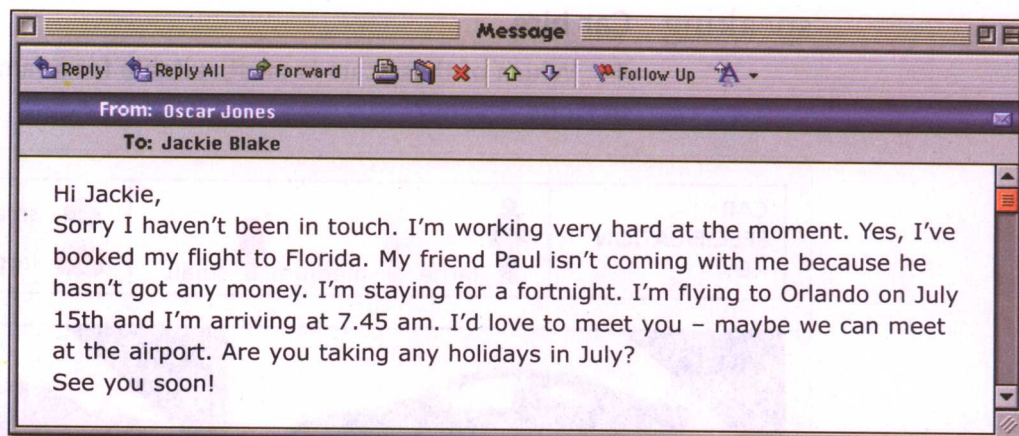 Message
Reply Reply All Forward Follow Up A
From: Oscar Jones
To: Jackie Blake
Hi Jackie,
Sorry I haven't been in touch. I'm working very hard at the moment. Yes, I've
booked my flight to Florida. My friend Paul isn't coming with me because he
hasn't got any money. I'm staying for a fortnight. I'm flying to Orlando on July
15th and I'm arriving at 7.45 am. I'd love to meet you – maybe we can meet
at the airport. Are you taking any holidays in July?
See you soon!